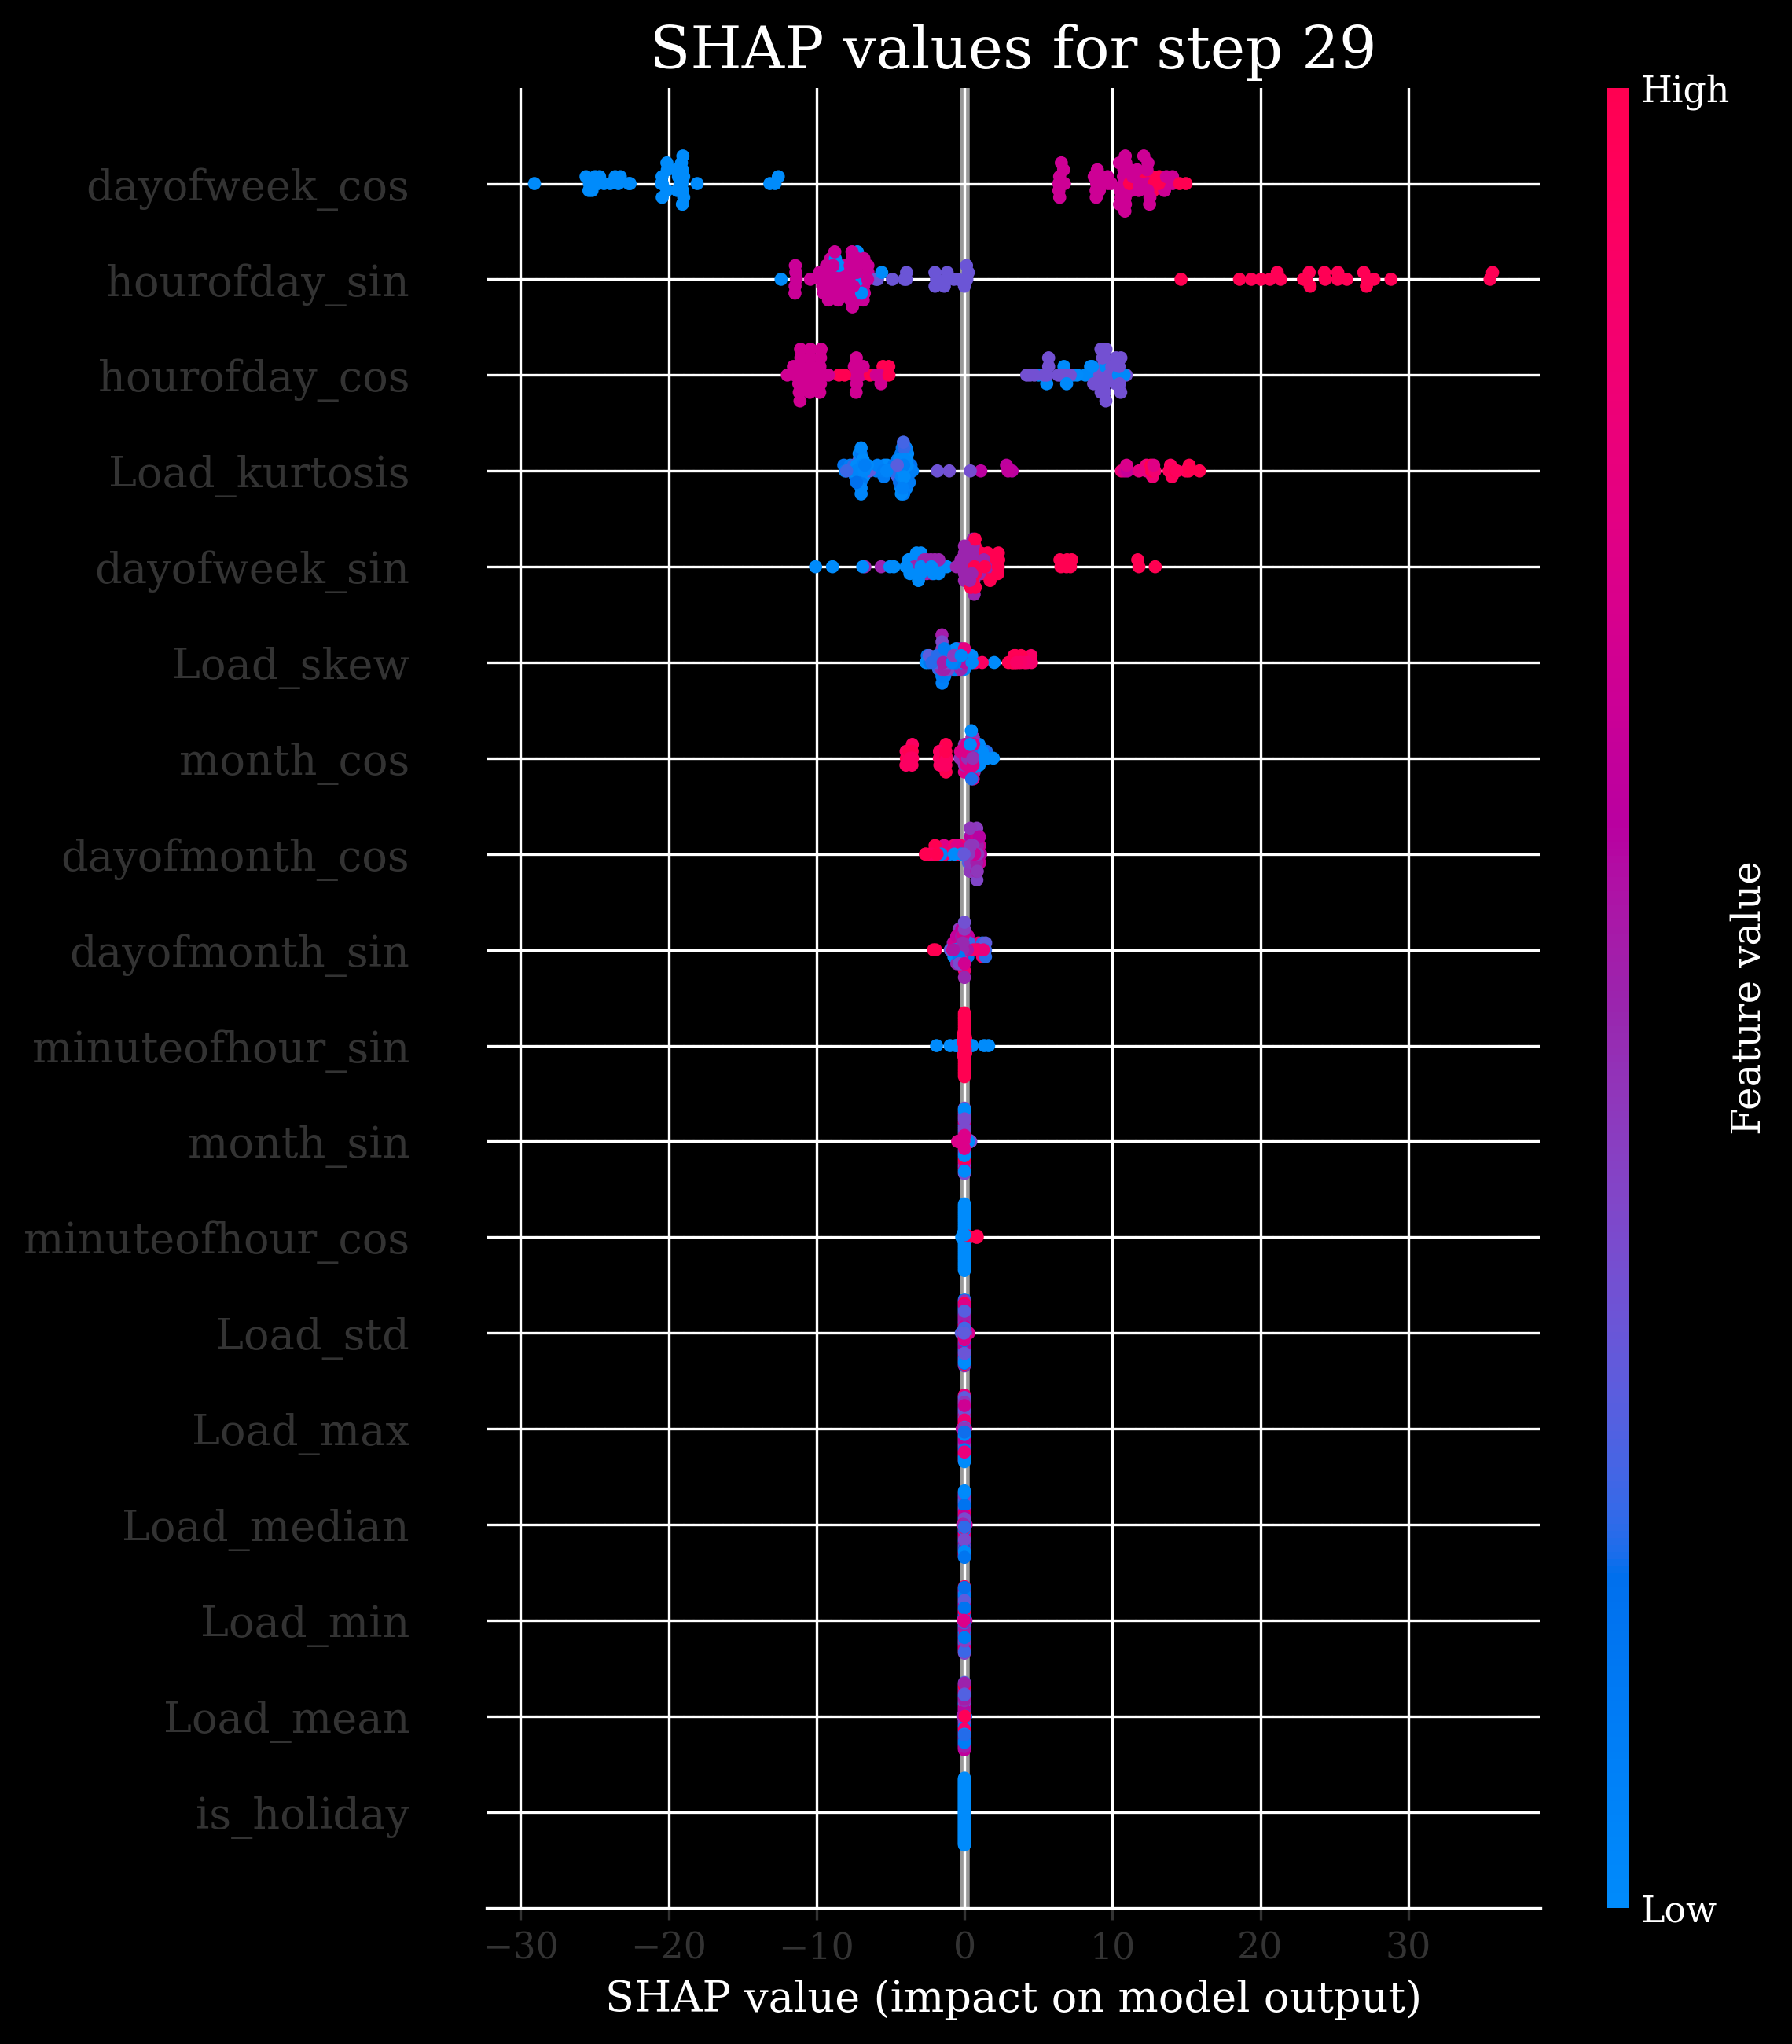 SHAP values for step 29
High
dayofweek_cos
hourofday_sin
hourofday_cos
Load_kurtosis
dayofweek_sin
Load_skew
month_cos
dayofmonth_cos
dayofmonth_sin
minuteofhour_sin
month_sin
minuteofhour_cos
Load_std
Load_max
Load_median
Load_min
Load_mean
is_holiday
Feature value
Low
−30 −20 −10 0 10 20 30
SHAP value (impact on model output)